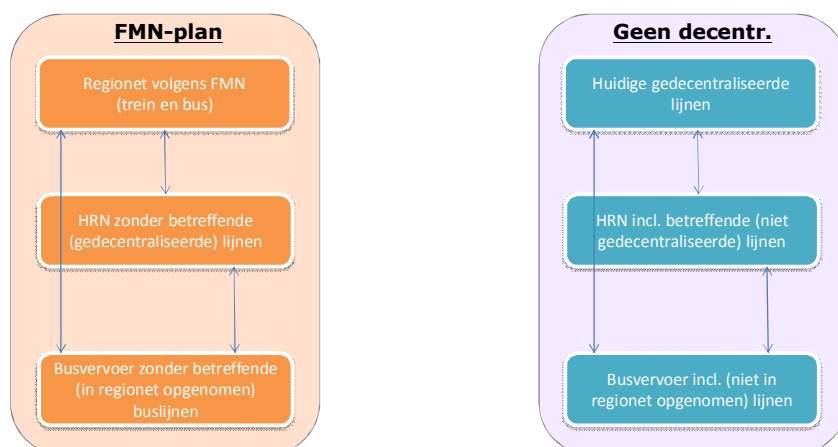 FMN-plan
Regionet volgens FMN
(trein en bus)
HRN zonder betreffende
(gedecentraliseerde) lijnen
Busvervoer zonder betreffende
(in regionet opgenomen)
buslijnen
Geen decentr.
Huidige gedecentraliseerde
lijnen
HRN incl. betreffende (niet
gedecentraliseerde) lijnen
Busvervoer incl. (niet in
regionet opgenomen) lijnen